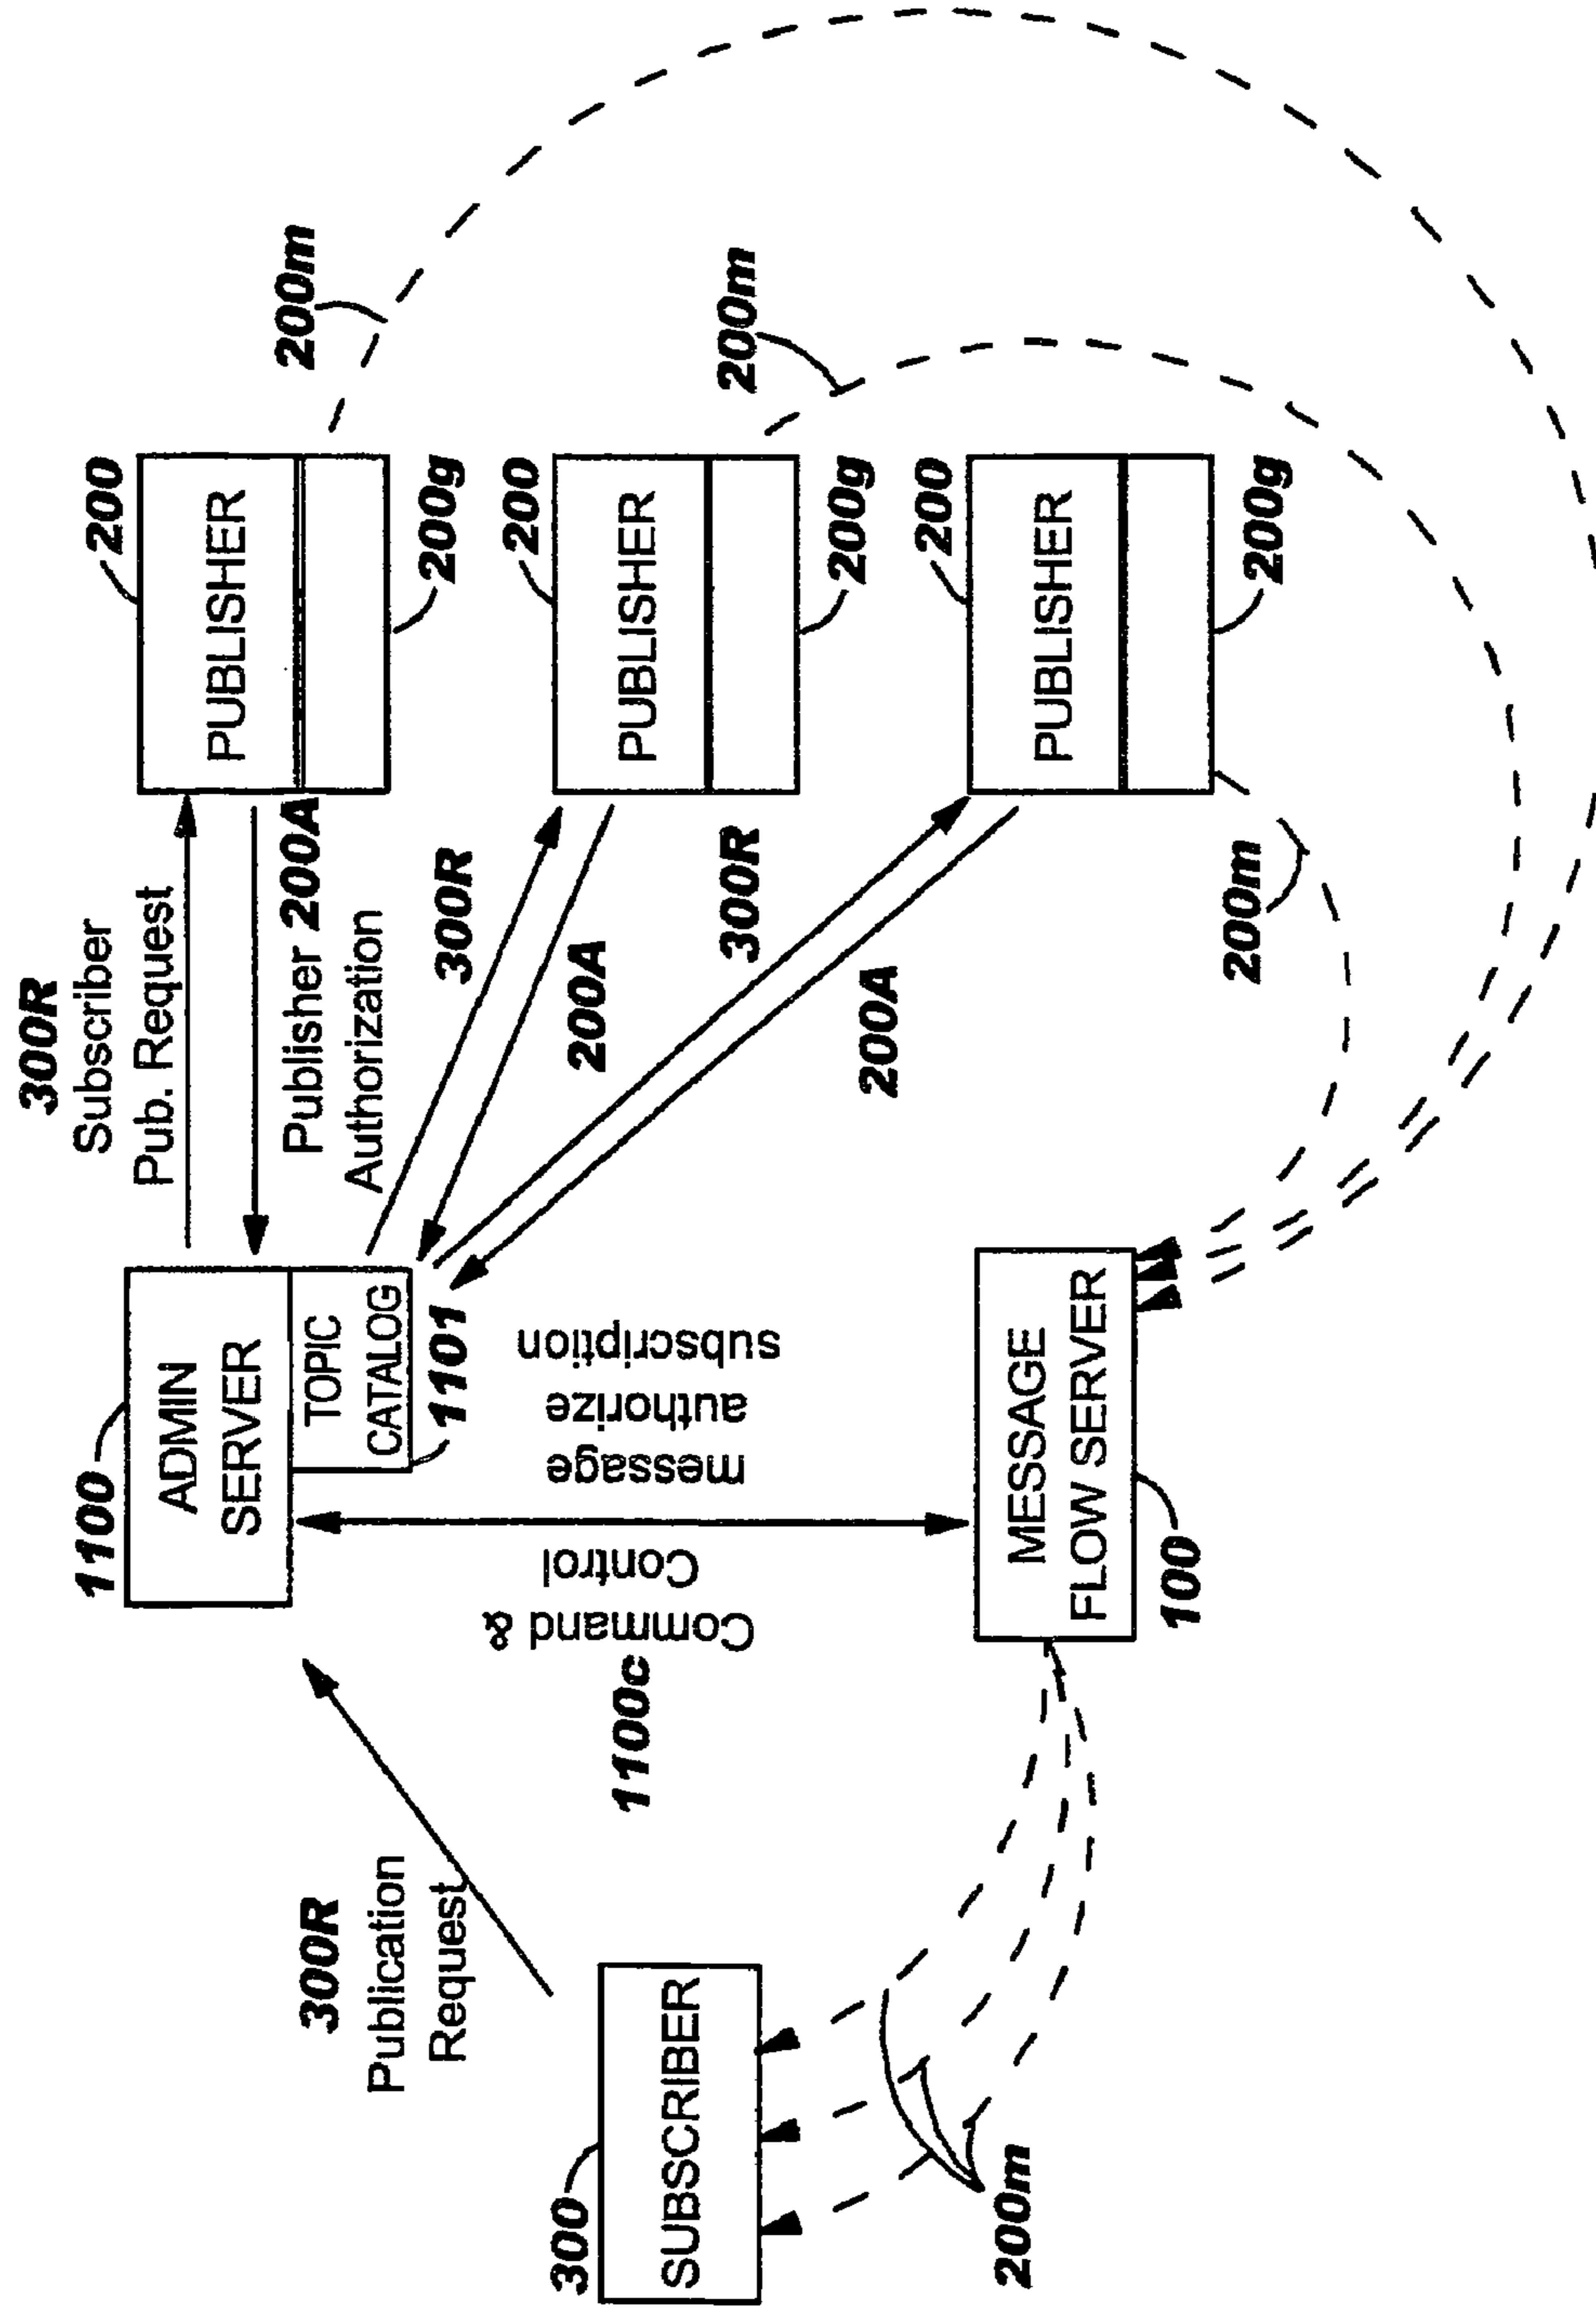 300R
Subscriber
Pub. Request
1100
ADMIN
SERVER
TOPIC
CATALOG
1101
Publisher 200A
Authorization
200
PUBLISHER
200g
200m
300R
Publication
Request
300R
200A
200
PUBLISHER
200g
200m
300R
200A
1100c
Command &
Control
message
authorize
subscription
300
SUBSCRIBER
200m
MESSAGE
FLOW SERVER
100
200
PUBLISHER
200g
200m